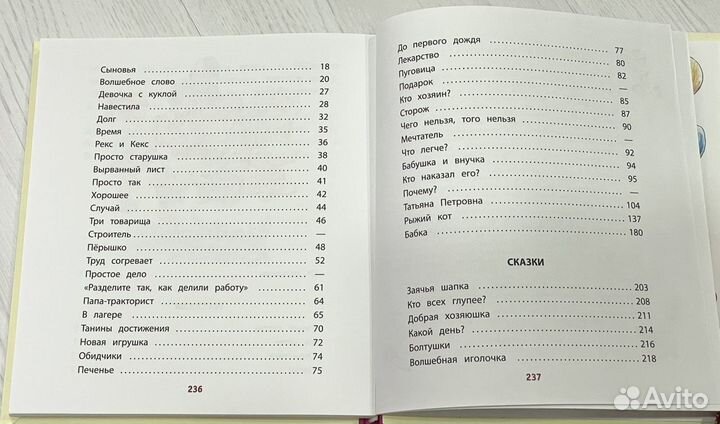 Сыновья ........ 18
Волшебное слово ........ 20
Девочка с куклой ........ 27
Навестила ........ 28
Долг ........ 32
Время ........ 35
Рекс и Кекс ........ 36
Просто старушка ........ 38
Вырванный лист ........ 40
Просто так ........ 41
Хорошее ........ 42
Случай ........ 44
Три товарища ........ 46
Строитель ........ —
Пёрышко ........ 48
Труд согревает ........ 52
Простое дело ........ —
«Разделите так, как делили работу» ........ 61
Папа-тракторист ........ 64
В лагере ........ 65
Танины достижения ........ 70
Новая игрушка ........ 72
Обидчики ........ 74
Печенье ........ 75
236
До первого дождя ........ 77
Лекарство ........ 80
Пуговица ........ 82
Подарок ........ —
Кто хозяин? ........ 85
Сторож ........ 87
Чего нельзя, того нельзя ........ 90
Мечтатель ........ —
Что легче? ........ 92
Бабушка и внучка ........ 94
Кто наказал его? ........ 95
Почему? ........ —
Татьяна Петровна ........ 104
Рыжий кот ........ 137
Бабка ........ 180
СКАЗКИ
Заячья шапка ........ 203
Кто всех глупее? ........ 208
Добрая хозяюшка ........ 211
Какой день? ........ 214
Болтушки ........ 216
Волшебная иголочка ........ 218
237
Avito